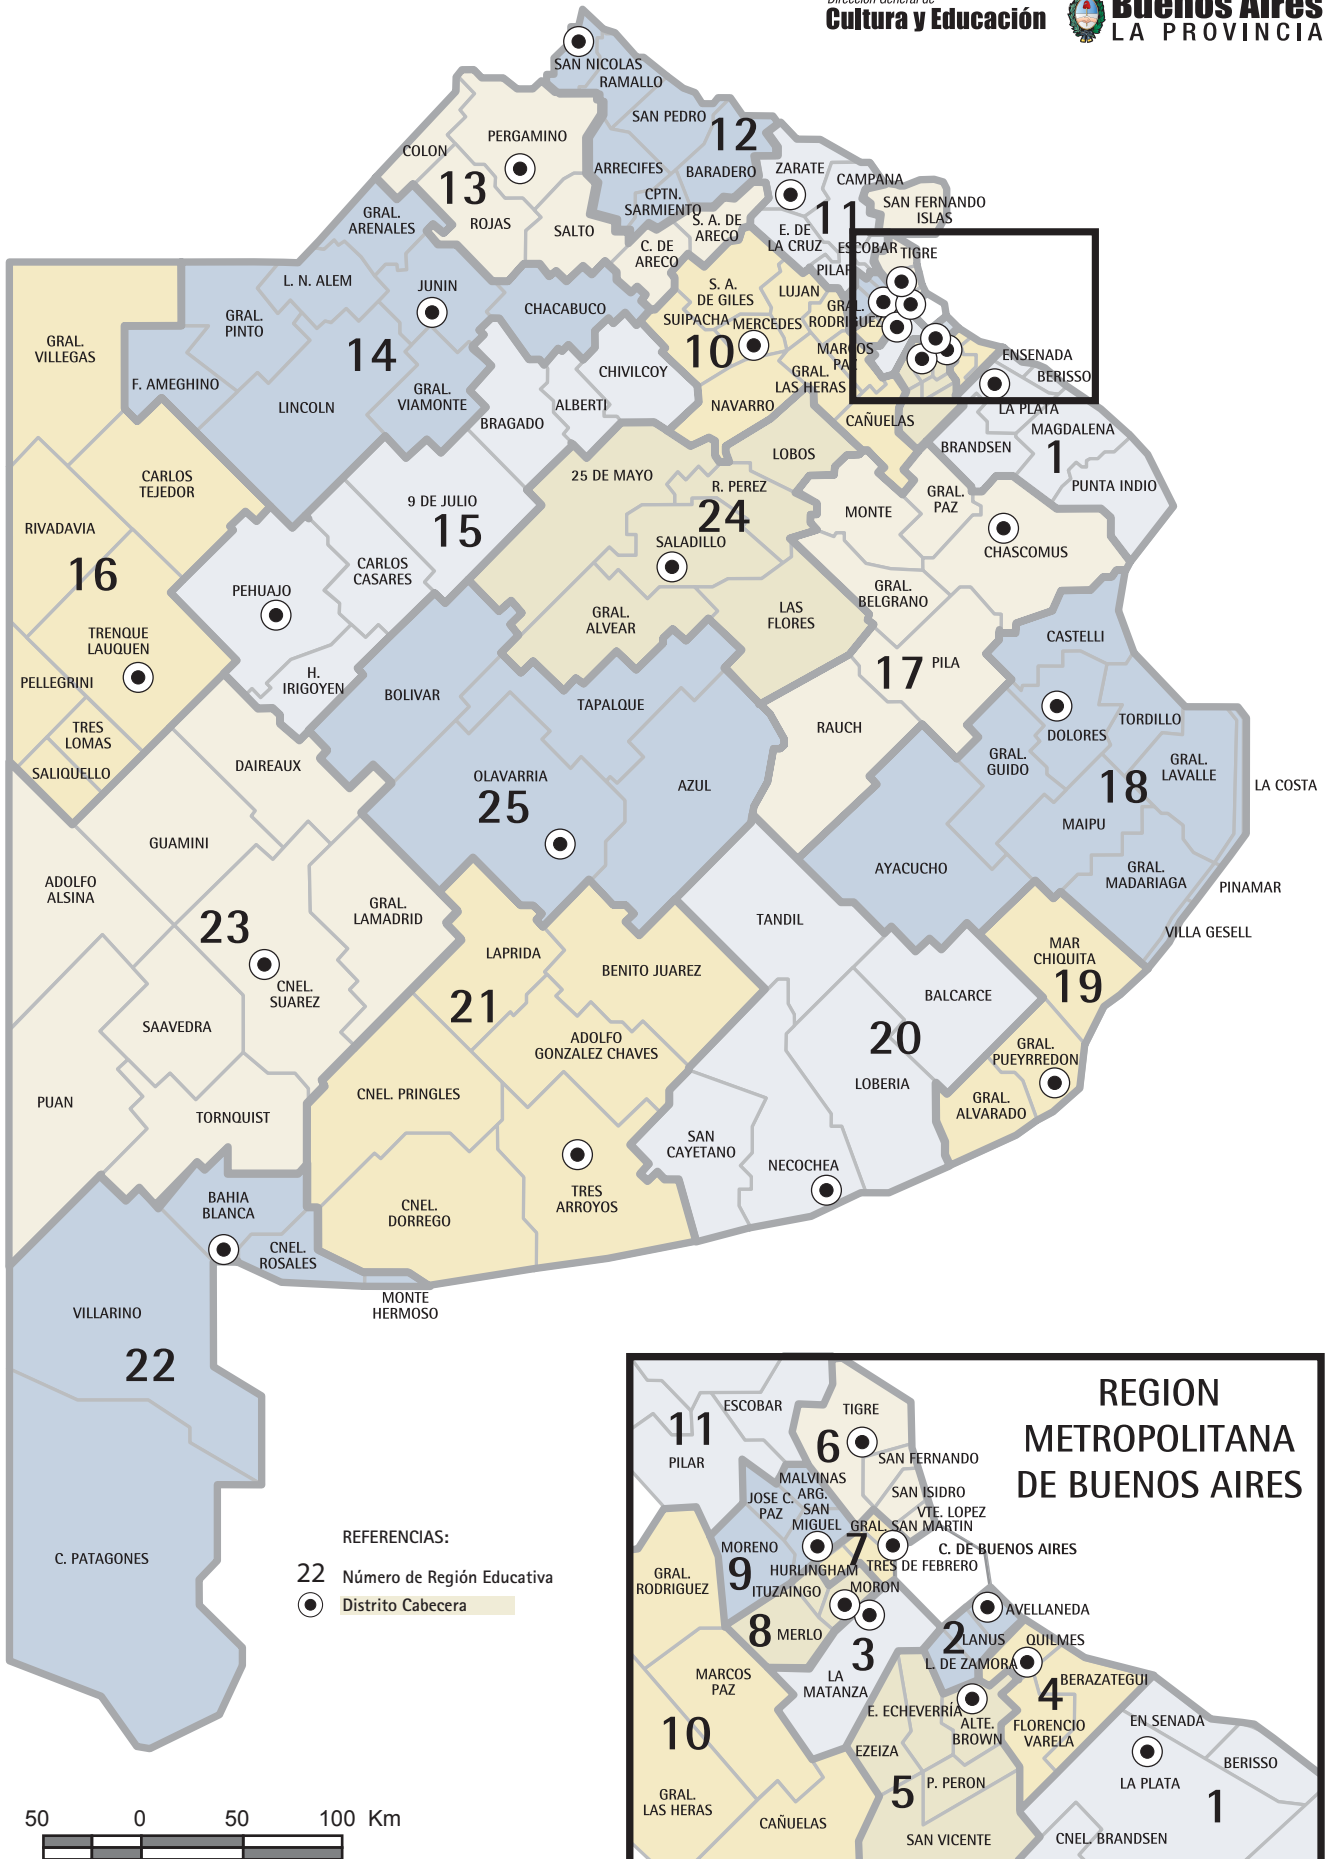 Dirección General de
Cultura y Educación
Buenos Aires
LA PROVINCIA
SAN NICOLAS
RAMALLO
SAN PEDRO
12
PERGAMINO
COLON
ARRECIFES
BARADERO
ZARATE
CAMPANA
13
CPTN.
SARMIENTO
11
SAN FERNANDO
ISLAS
GRAL.
ARENALES
ROJAS
SALTO
S. A. DE
ARECO
E. DE
LA CRUZ
C. DE
ARECO
ESCOBAR
TIGRE
PILAR
L. N. ALEM
JUNIN
S. A.
DE GILES
LUJAN
GRAL.
PINTO
CHACABUCO
GRAL.
RODRIGUEZ
SUIPACHA
MERCEDES
GRAL.
VILLEGAS
14
10
MARCOS
PAZ
ENSENADA
BERISSO
F. AMEGHINO
CHIVILCOY
GRAL.
LAS HERAS
GRAL.
VIAMONTE
LINCOLN
ALBERTI
NAVARRO
LA PLATA
BRAGADO
CAÑUELAS
MAGDALENA
BRANDSEN
1
LOBOS
CARLOS
TEJEDOR
25 DE MAYO
R. PEREZ
PUNTA INDIO
9 DE JULIO
GRAL.
PAZ
MONTE
RIVADAVIA
15
24
SALADILLO
CHASCOMUS
16
CARLOS
CASARES
PEHUAJO
GRAL.
BELGRANO
GRAL.
ALVEAR
LAS
FLORES
TRENQUE
LAUQUEN
CASTELLI
17
PILA
PELLEGRINI
H.
IRIGOYEN
BOLIVAR
TAPALQUE
TRES
LOMAS
RAUCH
TORDILLO
DOLORES
SALIQUELLO
DAIREAUX
GRAL.
GUIDO
GRAL.
LAVALLE
OLAVARRIA
AZUL
18
LA COSTA
25
MAIPU
GUAMINI
AYACUCHO
GRAL.
MADARIAGA
PINAMAR
ADOLFO
ALSINA
GRAL.
LAMADRID
TANDIL
23
VILLA GESELL
LAPRIDA
MAR
CHIQUITA
BENITO JUAREZ
CNEL.
SUAREZ
19
BALCARCE
21
SAAVEDRA
20
ADOLFO
GONZALEZ CHAVES
GRAL.
PUEYRREDON
LOBERIA
CNEL. PRINGLES
PUAN
GRAL.
ALVARADO
TORNQUIST
SAN
CAYETANO
NECOCHEA
BAHIA
BLANCA
TRES
ARROYOS
CNEL.
DORREGO
CNEL.
ROSALES
MONTE
HERMOSO
VILLARINO
22
C. PATAGONES
REFERENCIAS:
22 Número de Región Educativa
Distrito Cabecera
50 0 50 100 Km
REGION
METROPOLITANA
DE BUENOS AIRES
ESCOBAR
TIGRE
11
6
PILAR
SAN FERNANDO
MALVINAS
ARG.
SAN ISIDRO
JOSE C.
PAZ
SAN
MIGUEL
VTE. LOPEZ
GRAL. SAN MARTIN
MORENO
7
C. DE BUENOS AIRES
TRES DE FEBRERO
HURLINGHAM
9
GRAL.
RODRIGUEZ
ITUZAINGO
MORON
AVELLANEDA
8
MERLO
2
LANUS
QUILMES
3
L. DE ZAMORA
MARCOS
PAZ
LA
MATANZA
BERAZATEGUI
4
E. ECHEVERRÍA
ALTE.
BROWN
FLORENCIO
VARELA
EN SENADA
10
EZEIZA
BERISSO
P. PERON
LA PLATA
5
GRAL.
LAS HERAS
1
CAÑUELAS
SAN VICENTE
CNEL. BRANDSEN